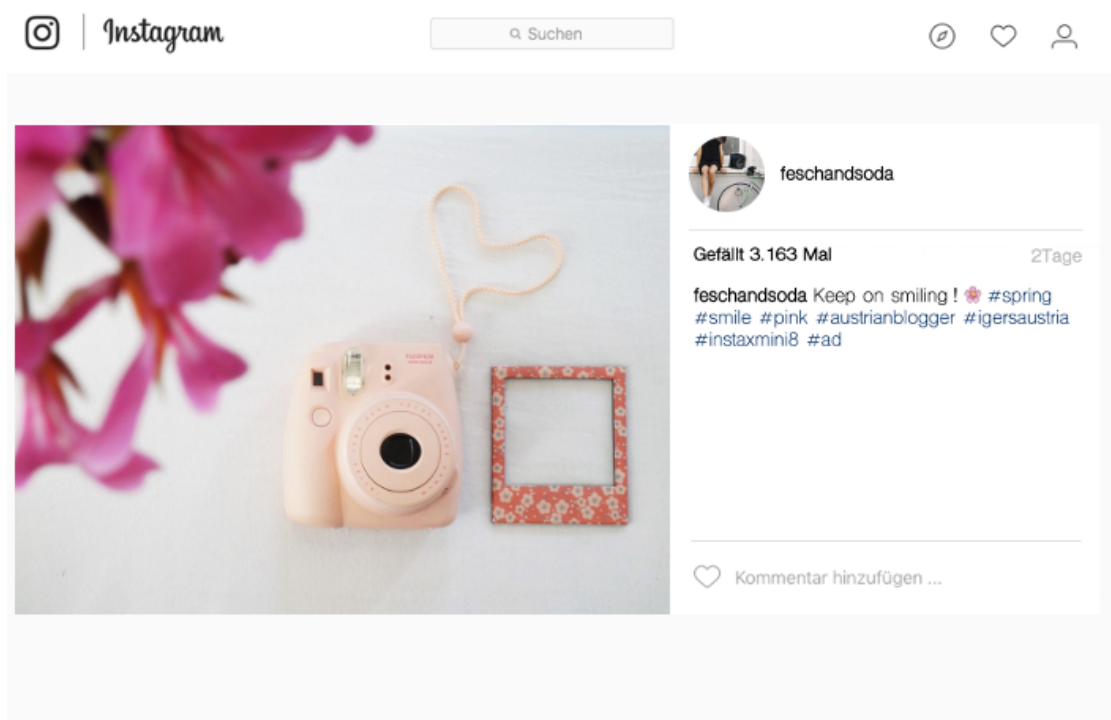 Instagram
Suchen
feschandsoda
Gefällt 3.163 Mal
2Tage
feschandsoda Keep on smiling ! 🌸 #spring
#smile #pink #austrianblogger #igersaustria
#instaxmini8 #ad
Kommentar hinzufügen ...